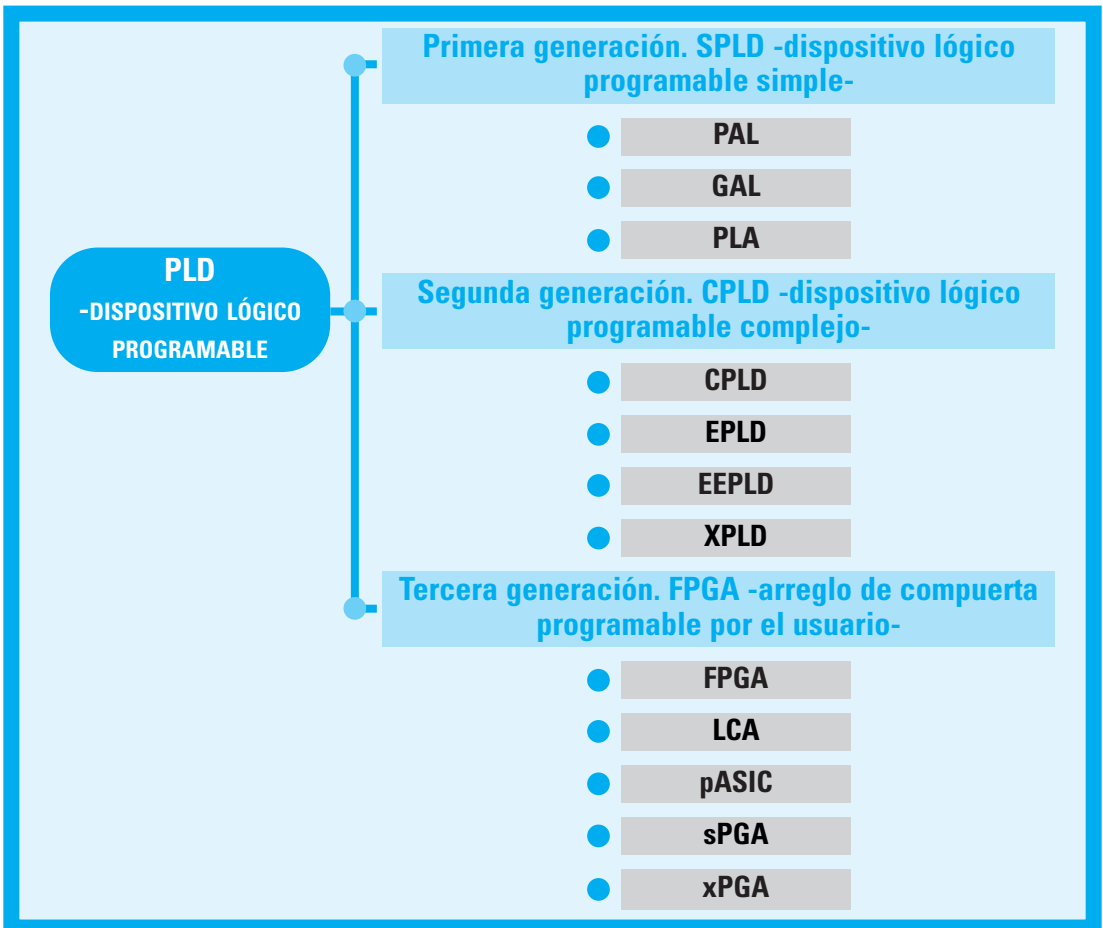 Primera generación. SPLD -dispositivo lógico
programable simple-
PAL
GAL
PLA
PLD
-DISPOSITIVO LÓGICO
PROGRAMABLE
Segunda generación. CPLD -dispositivo lógico
programable complejo-
CPLD
EPLD
EEPLD
XPLD
Tercera generación. FPGA -arreglo de compuerta
programable por el usuario-
FPGA
LCA
pASIC
sPGA
xPGA